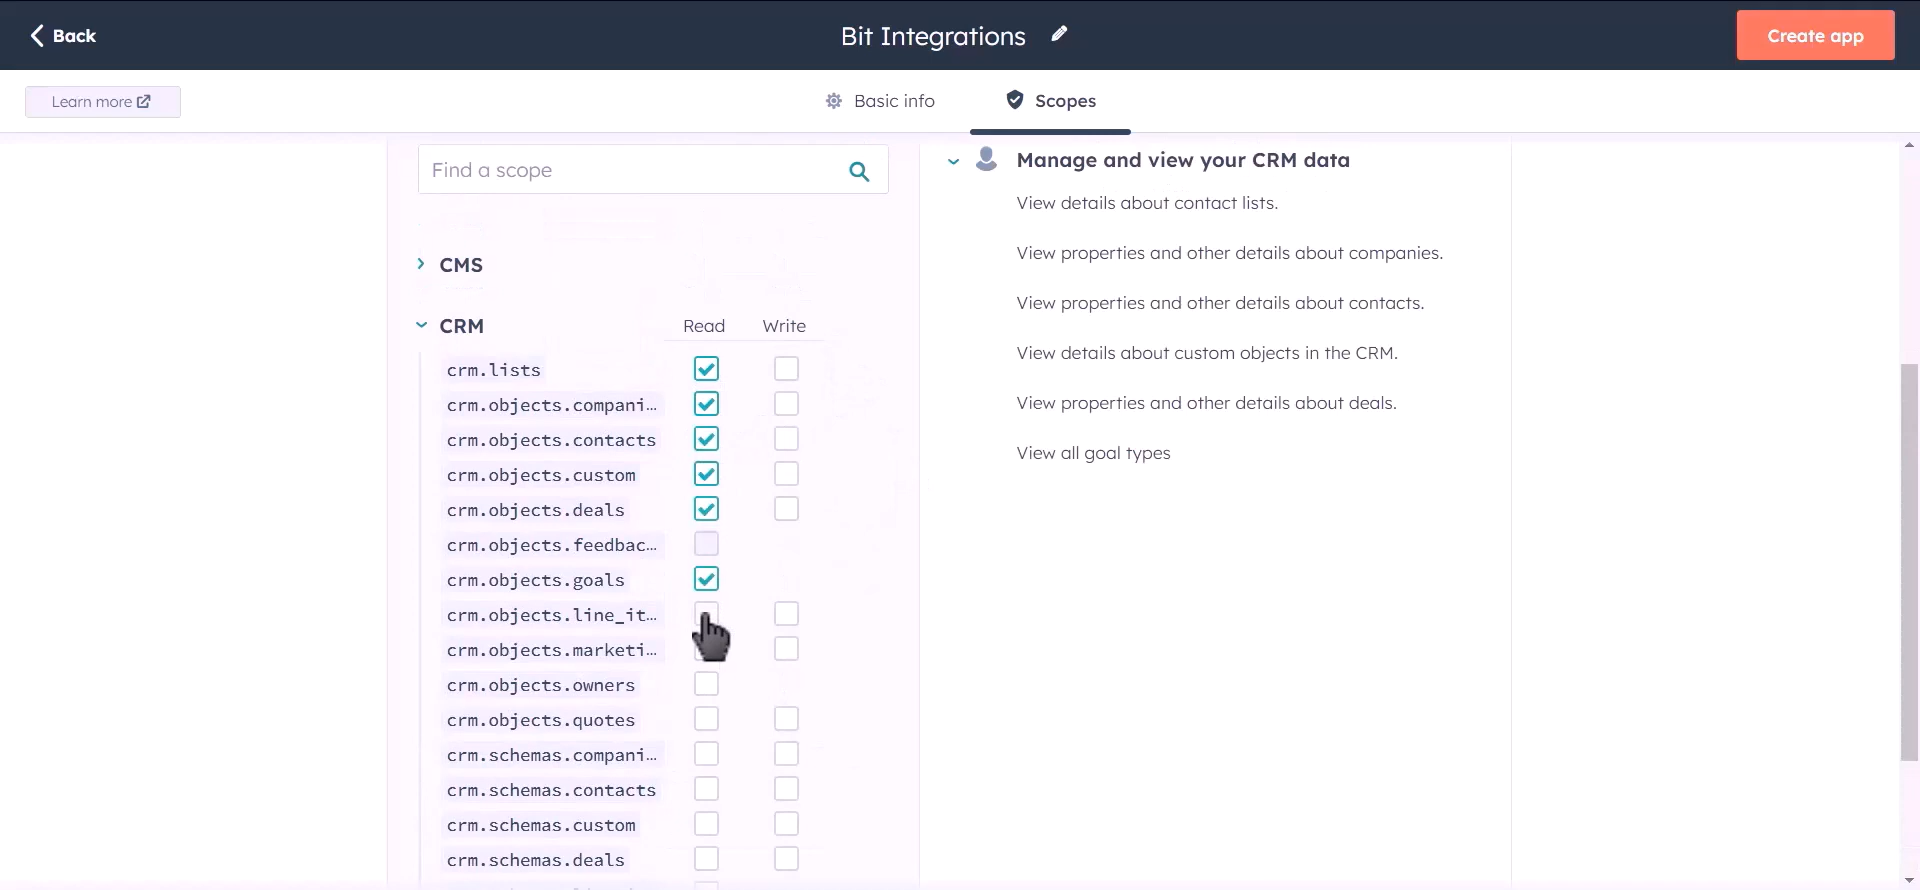 Back
Bit Integrations
Create app
Learn more
Basic info
Scopes
Find a scope
CMS
CRM
Read
Write
crm.lists
crm.objects.compani…
crm.objects.contacts
crm.objects.custom
crm.objects.deals
crm.objects.feedbac…
crm.objects.goals
crm.objects.line_it…
crm.objects.marketi…
crm.objects.owners
crm.objects.quotes
crm.schemas.compani…
crm.schemas.contacts
crm.schemas.custom
crm.schemas.deals
Manage and view your CRM data
View details about contact lists.
View properties and other details about companies.
View properties and other details about contacts.
View details about custom objects in the CRM.
View properties and other details about deals.
View all goal types